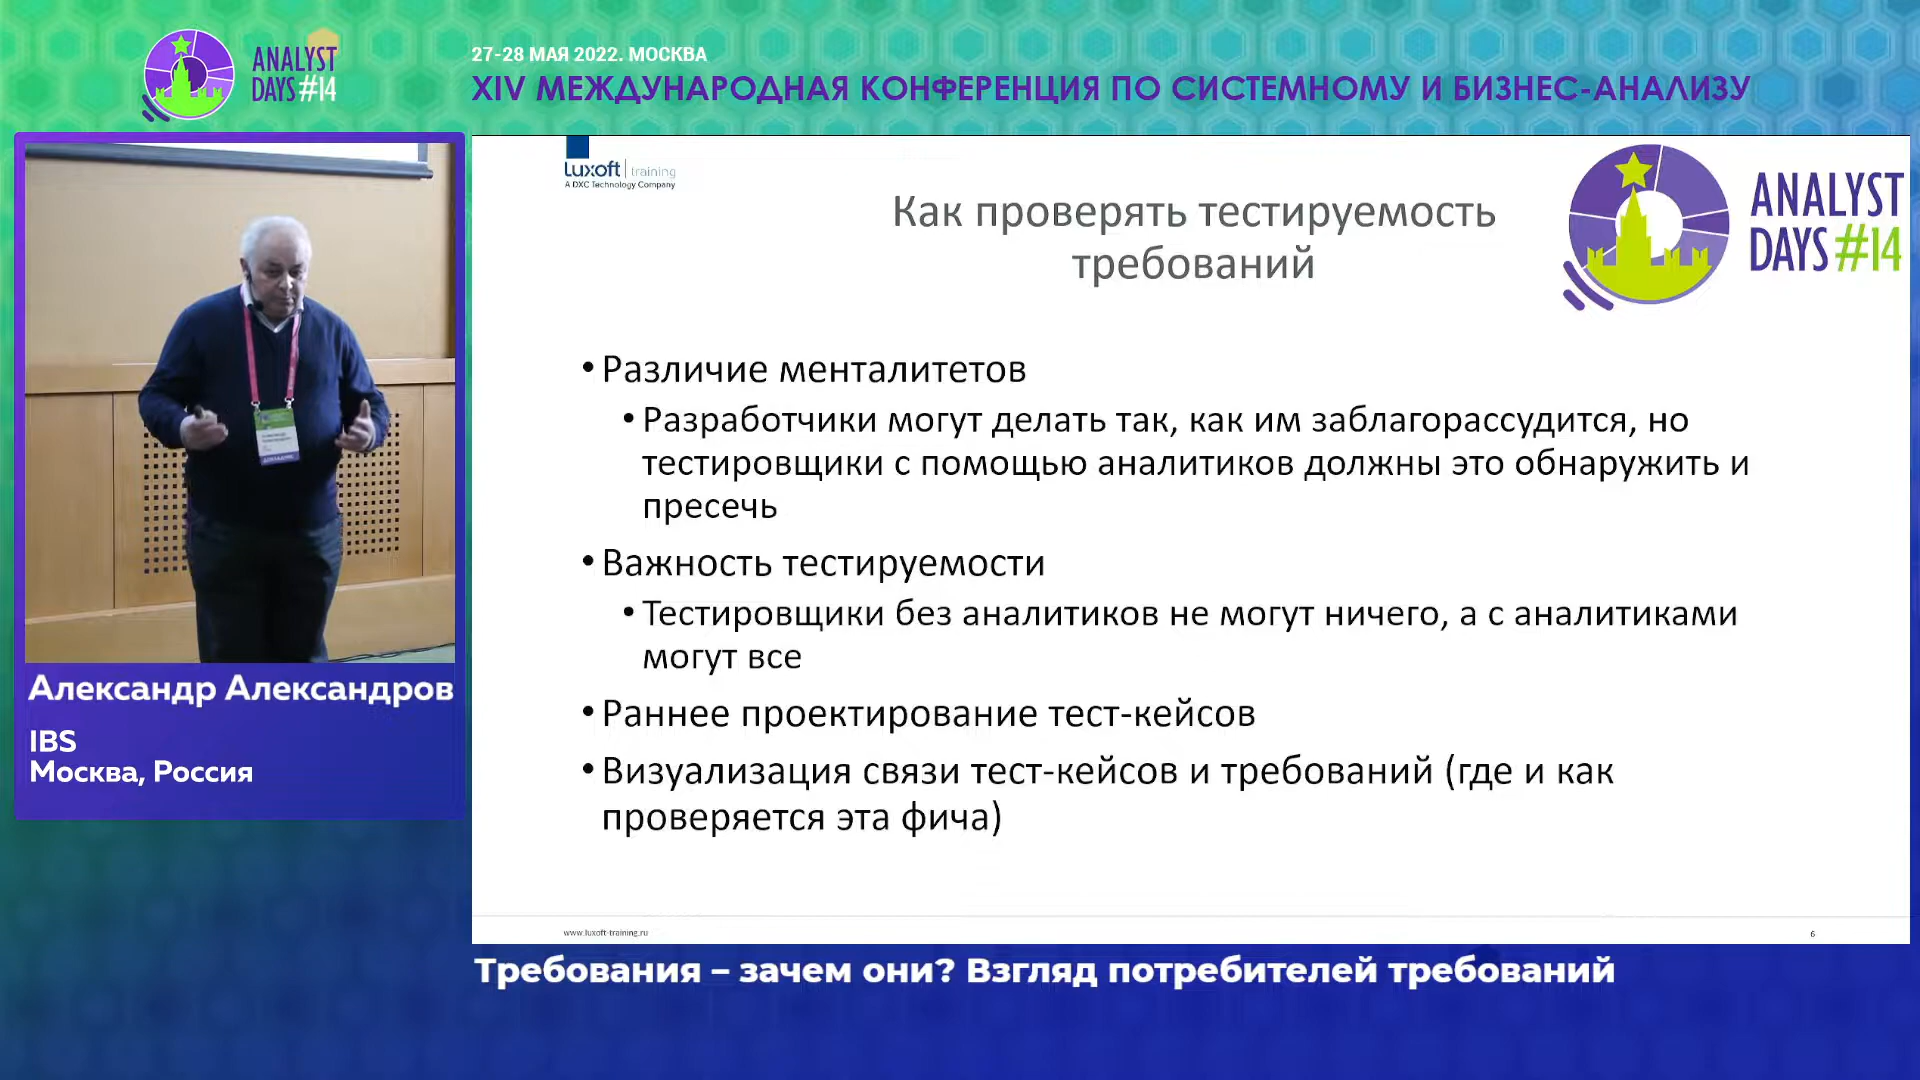 ANALYST
DAYS #14
27-28 МАЯ 2022. МОСКВА
XIV МЕЖДУНАРОДНАЯ КОНФЕРЕНЦИЯ ПО СИСТЕМНОМУ И БИЗНЕС-АНАЛИЗУ
Luxoft training
A DXC Technology Company
Как проверять тестируемость
требований
ANALYST
DAYS #14
• Различие менталитетов
• Разработчики могут делать так, как им заблагорассудится, но
тестировщики с помощью аналитиков должны это обнаружить и
пресечь
• Важность тестируемости
• Тестировщики без аналитиков не могут ничего, а с аналитиками
могут все
• Раннее проектирование тест-кейсов
• Визуализация связи тест-кейсов и требований (где и как
проверяется эта фича)
www.luxoft-training.ru
6
Александр Александров
IBS
Москва, Россия
Требования – зачем они? Взгляд потребителей требований